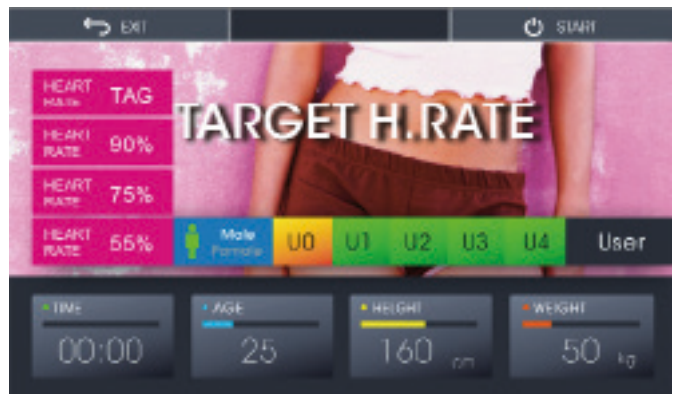 EXIT
START
HEART RATE TAG
HEART RATE 90%
HEART RATE 75%
HEART RATE 55%
TARGET H.RATE
Male
Female
U0 U1 U2 U3 U4 User
TIME
00:00
AGE
25
HEIGHT
160 cm
WEIGHT
50 kg